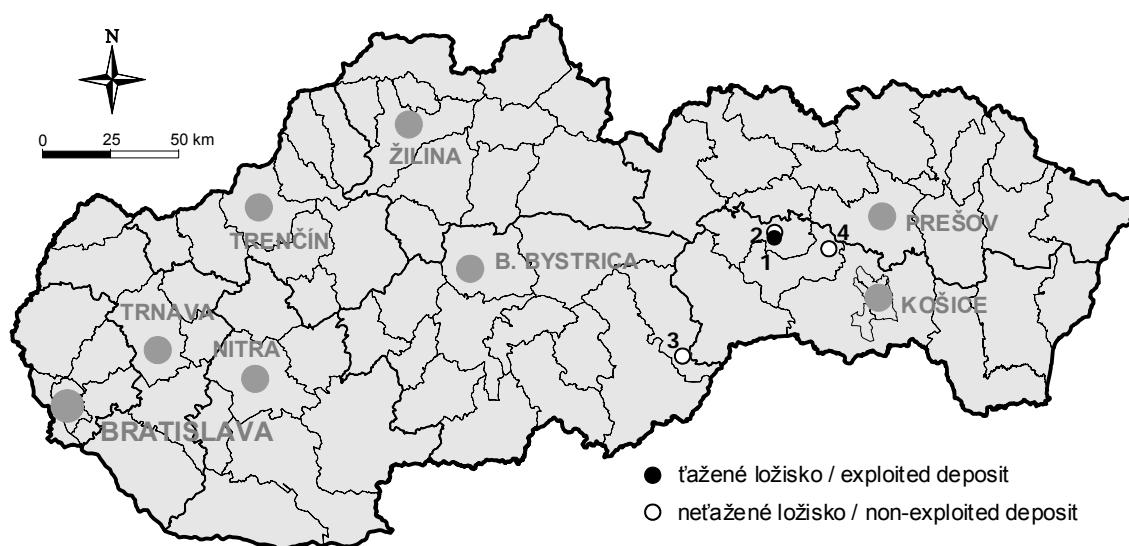 N
0 25 50 km
ŽILINA
TRENČÍN
PREŠOV
2
4
1
B. BYSTRICA
KOŠICE
TRNAVA
NITRA
3
BRATISLAVA
ťažené ložisko / exploited deposit
neťažené ložisko / non-exploited deposit